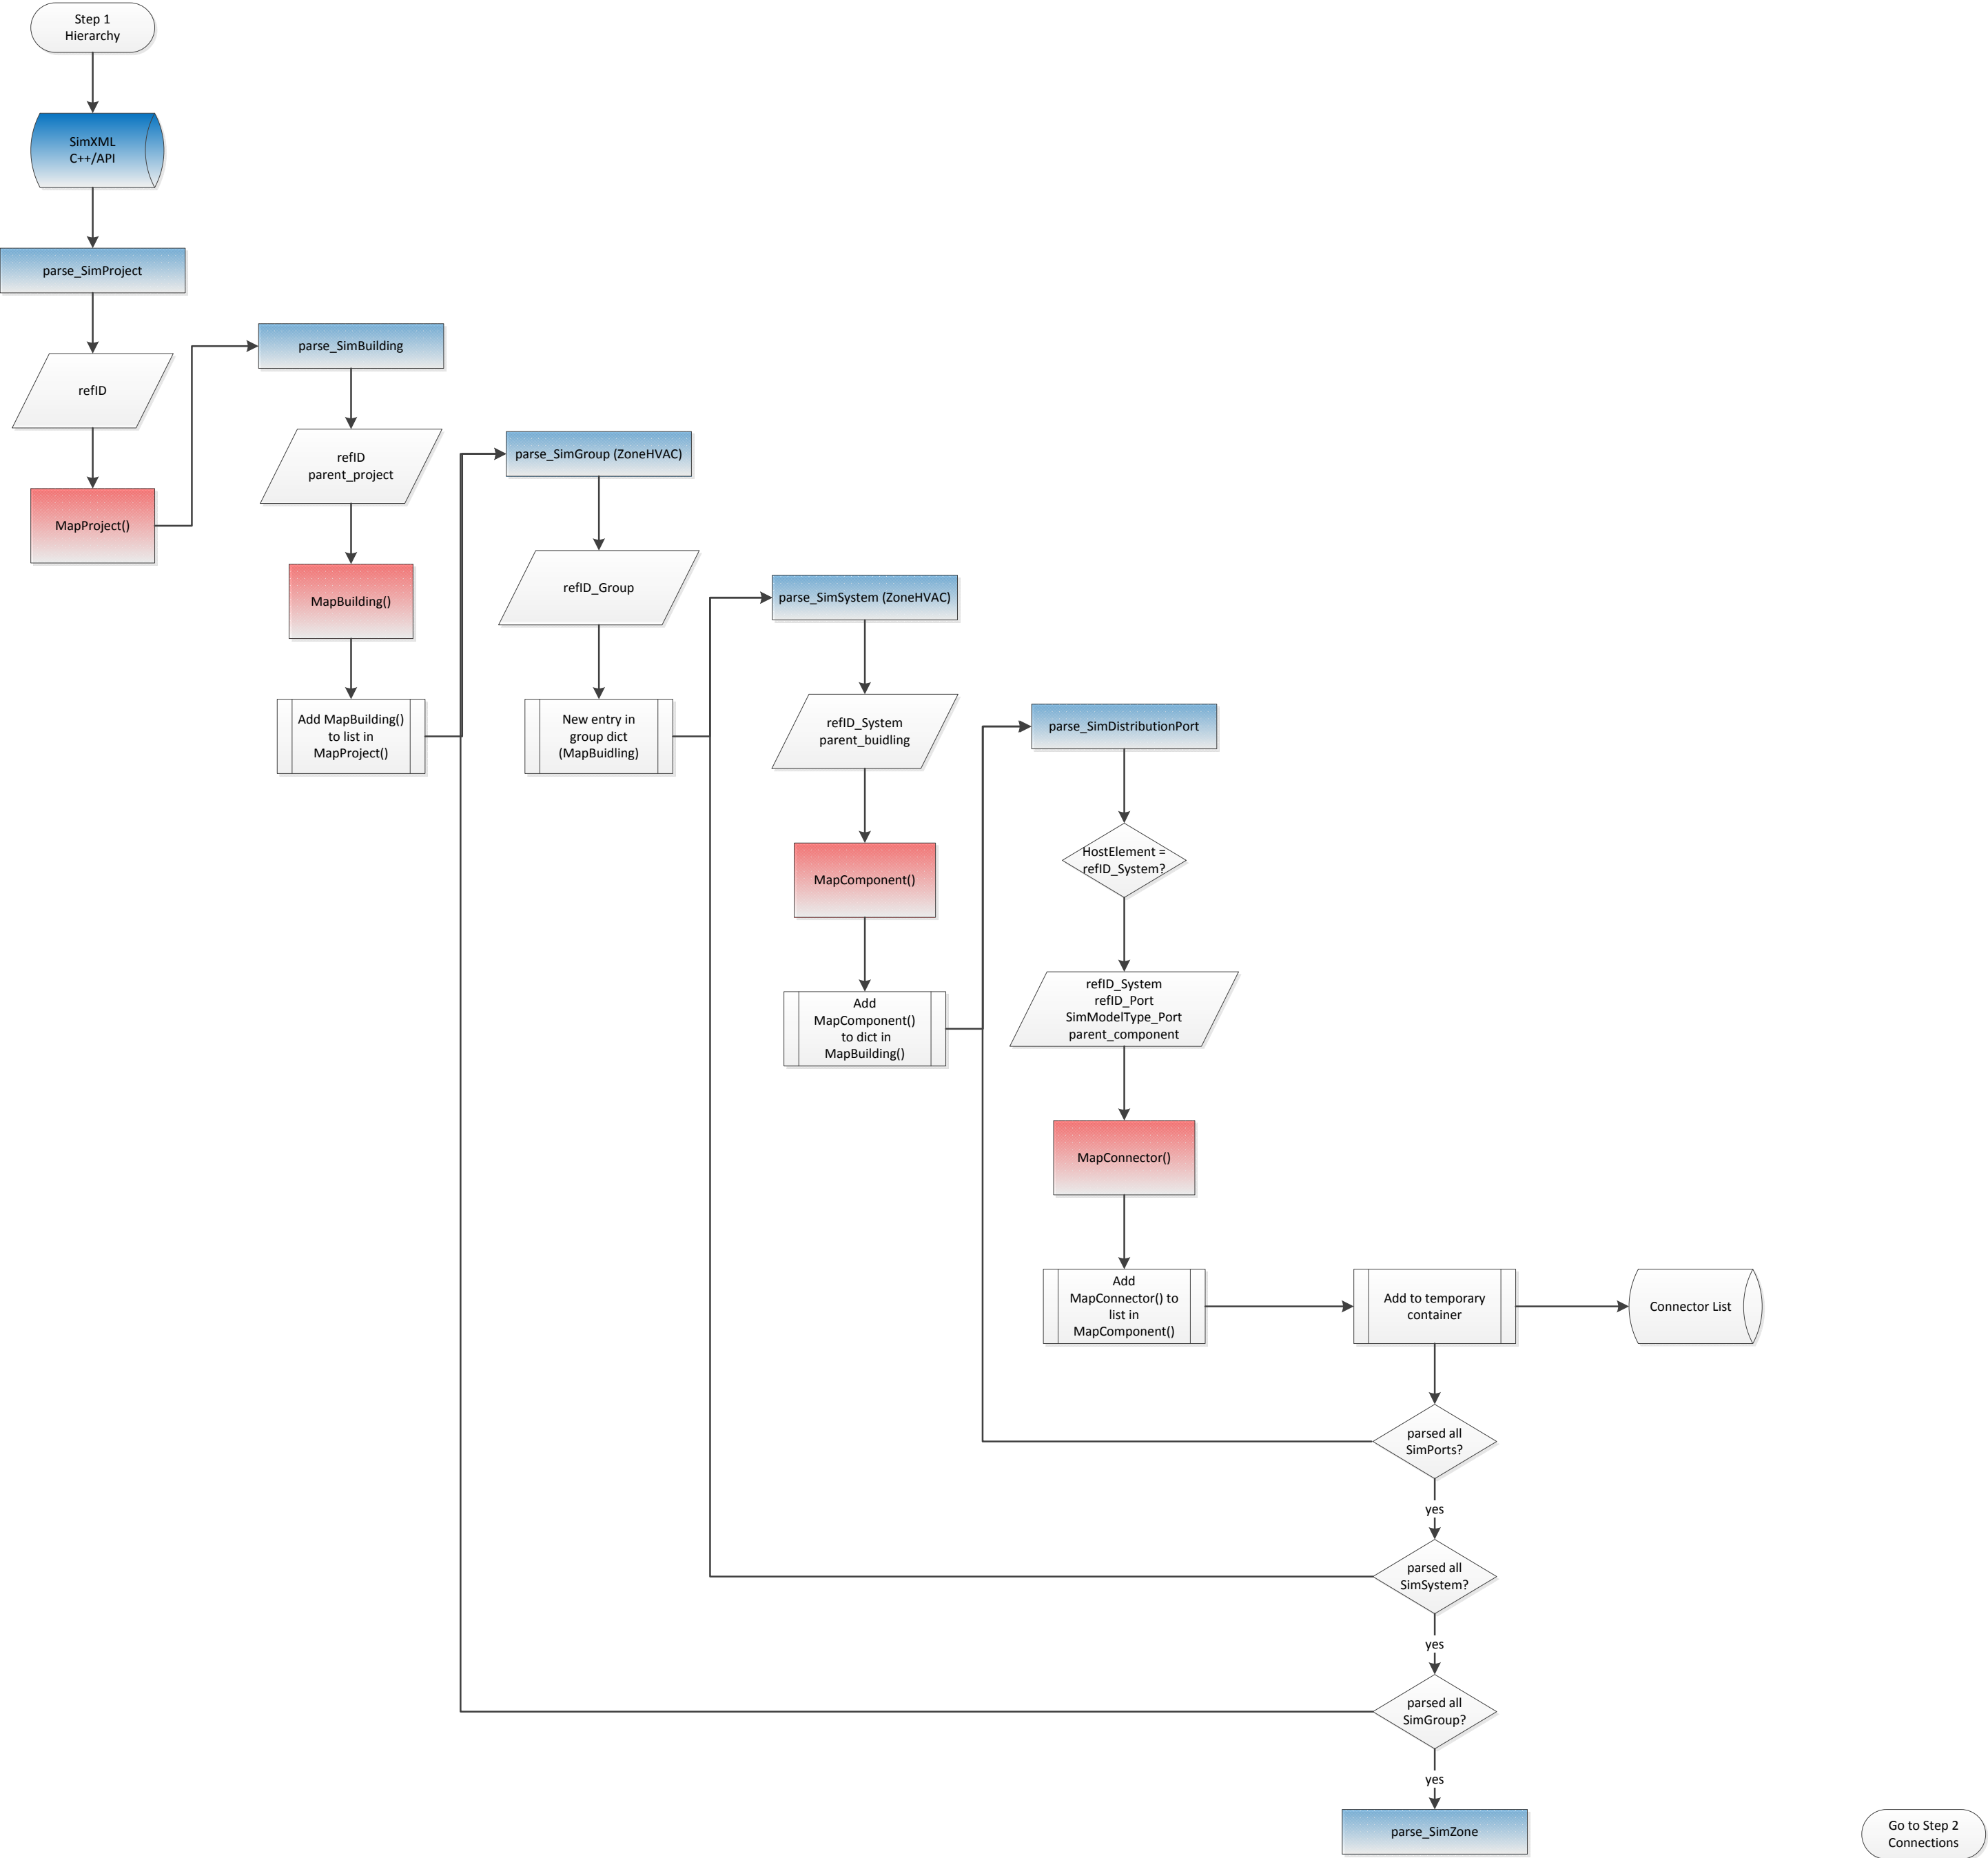 Step 1
Hierarchy
SimXML
C++/API
parse_SimProject
refID
MapProject()
parse_SimBuilding
refID
parent_project
MapBuilding()
Add MapBuilding()
to list in
MapProject()
parse_SimGroup (ZoneHVAC)
refID_Group
New entry in
group dict
(MapBuidling)
parse_SimSystem (ZoneHVAC)
refID_System
parent_buidling
MapComponent()
Add
MapComponent()
to dict in
MapBuilding()
parse_SimDistributionPort
HostElement =
refID_System?
refID_System
refID_Port
SimModelType_Port
parent_component
MapConnector()
Add
MapConnector() to
list in
MapComponent()
Add to temporary
container
Connector List
parsed all
SimPorts?
yes
parsed all
SimSystem?
yes
parsed all
SimGroup?
yes
parse_SimZone
Go to Step 2
Connections